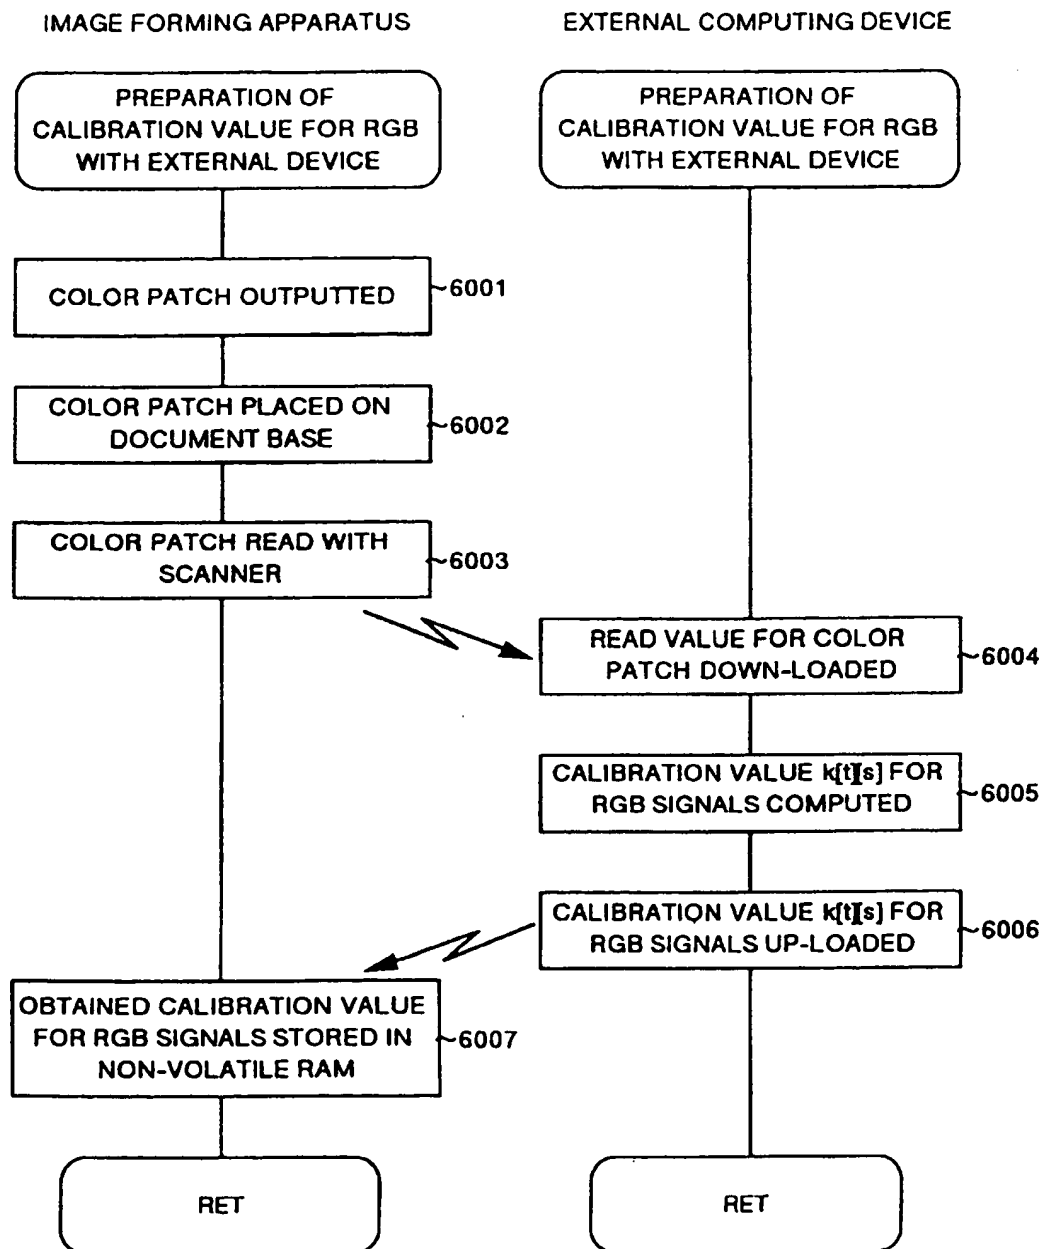 IMAGE FORMING APPARATUS
PREPARATION OF
CALIBRATION VALUE FOR RGB
WITH EXTERNAL DEVICE
COLOR PATCH OUTPUTTED
6001
COLOR PATCH PLACED ON
DOCUMENT BASE
6002
COLOR PATCH READ WITH
SCANNER
6003
OBTAINED CALIBRATION VALUE
FOR RGB SIGNALS STORED IN
NON-VOLATILE RAM
6007
RET
EXTERNAL COMPUTING DEVICE
PREPARATION OF
CALIBRATION VALUE FOR RGB
WITH EXTERNAL DEVICE
READ VALUE FOR COLOR
PATCH DOWN-LOADED
6004
CALIBRATION VALUE k[t][s] FOR
RGB SIGNALS COMPUTED
6005
CALIBRATION VALUE k[t][s] FOR
RGB SIGNALS UP-LOADED
6006
RET